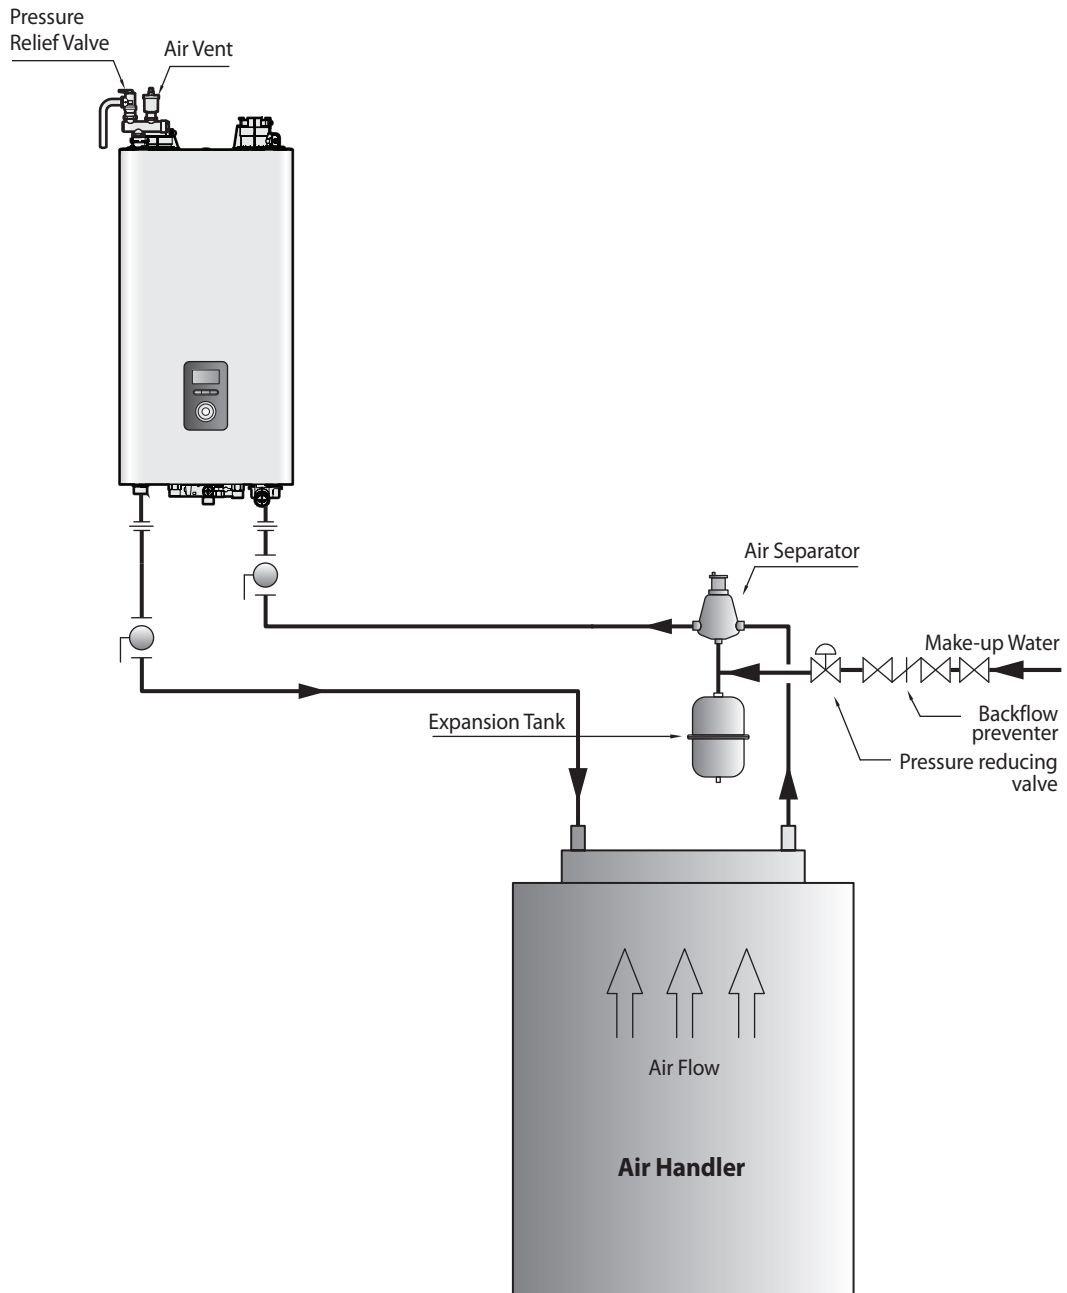 Pressure
Relief Valve
Air Vent
Air Separator
Make-up Water
Expansion Tank
Backflow
preventer
Pressure reducing
valve
Air Flow
Air Handler